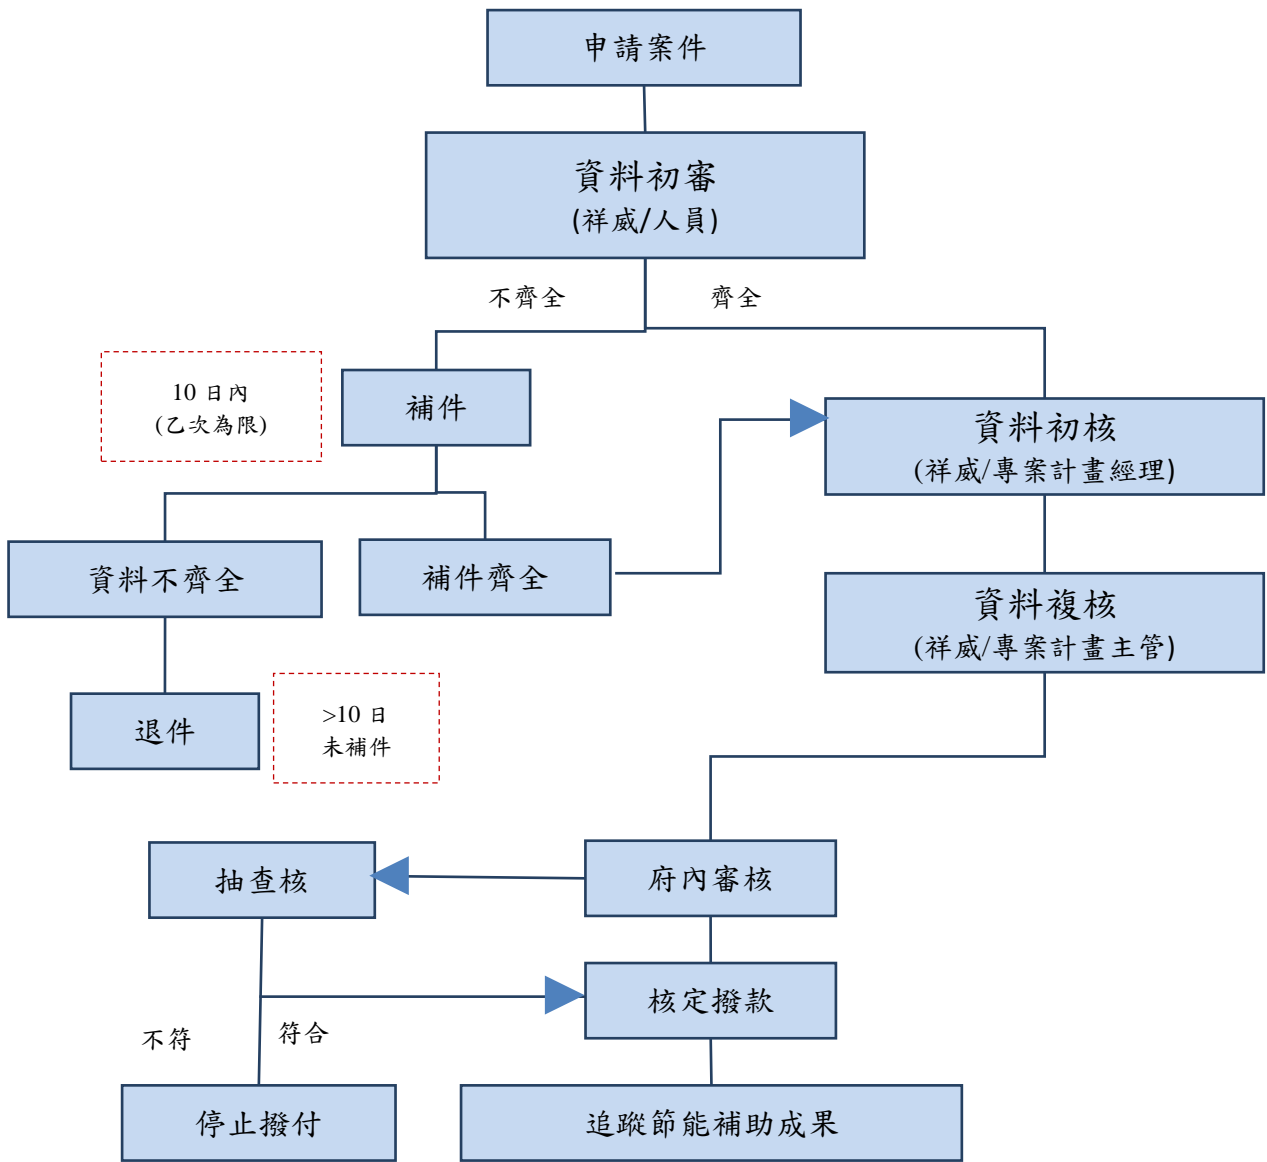 申請案件
資料初審
(祥威/人員)
不齊全
齊全
10 日內
(乙次為限)
補件
資料初核
(祥威/專案計畫經理)
資料不齊全
補件齊全
資料複核
(祥威/專案計畫主管)
退件
>10 日
未補件
抽查核
府內審核
核定撥款
不符
符合
停止撥付
追蹤節能補助成果